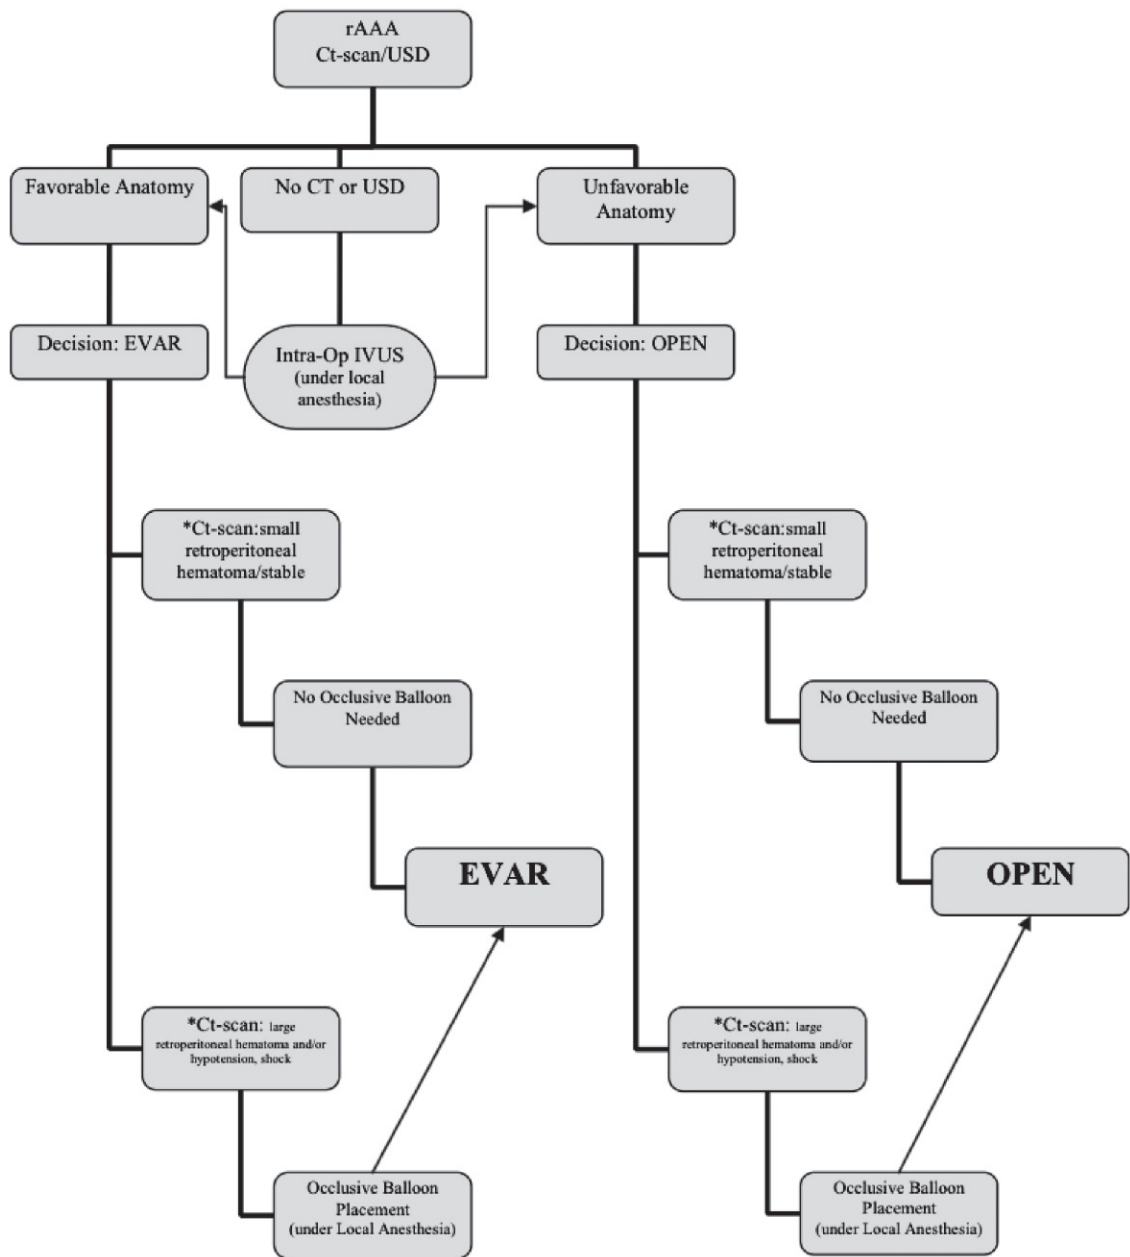 rAAA
Ct-scan/USD
Favorable Anatomy
No CT or USD
Unfavorable
Anatomy
Decision: EVAR
Intra-Op IVUS
(under local
anesthesia)
Decision: OPEN
*Ct-scan:small
retroperitoneal
hematoma/stable
*Ct-scan:small
retroperitoneal
hematoma/stable
No Occlusive Balloon
Needed
No Occlusive Balloon
Needed
EVAR
OPEN
*Ct-scan: large
retroperitoneal hematoma and/or
hypotension, shock
*Ct-scan: large
retroperitoneal hematoma and/or
hypotension, shock
Occlusive Balloon
Placement
(under Local Anesthesia)
Occlusive Balloon
Placement
(under Local Anesthesia)